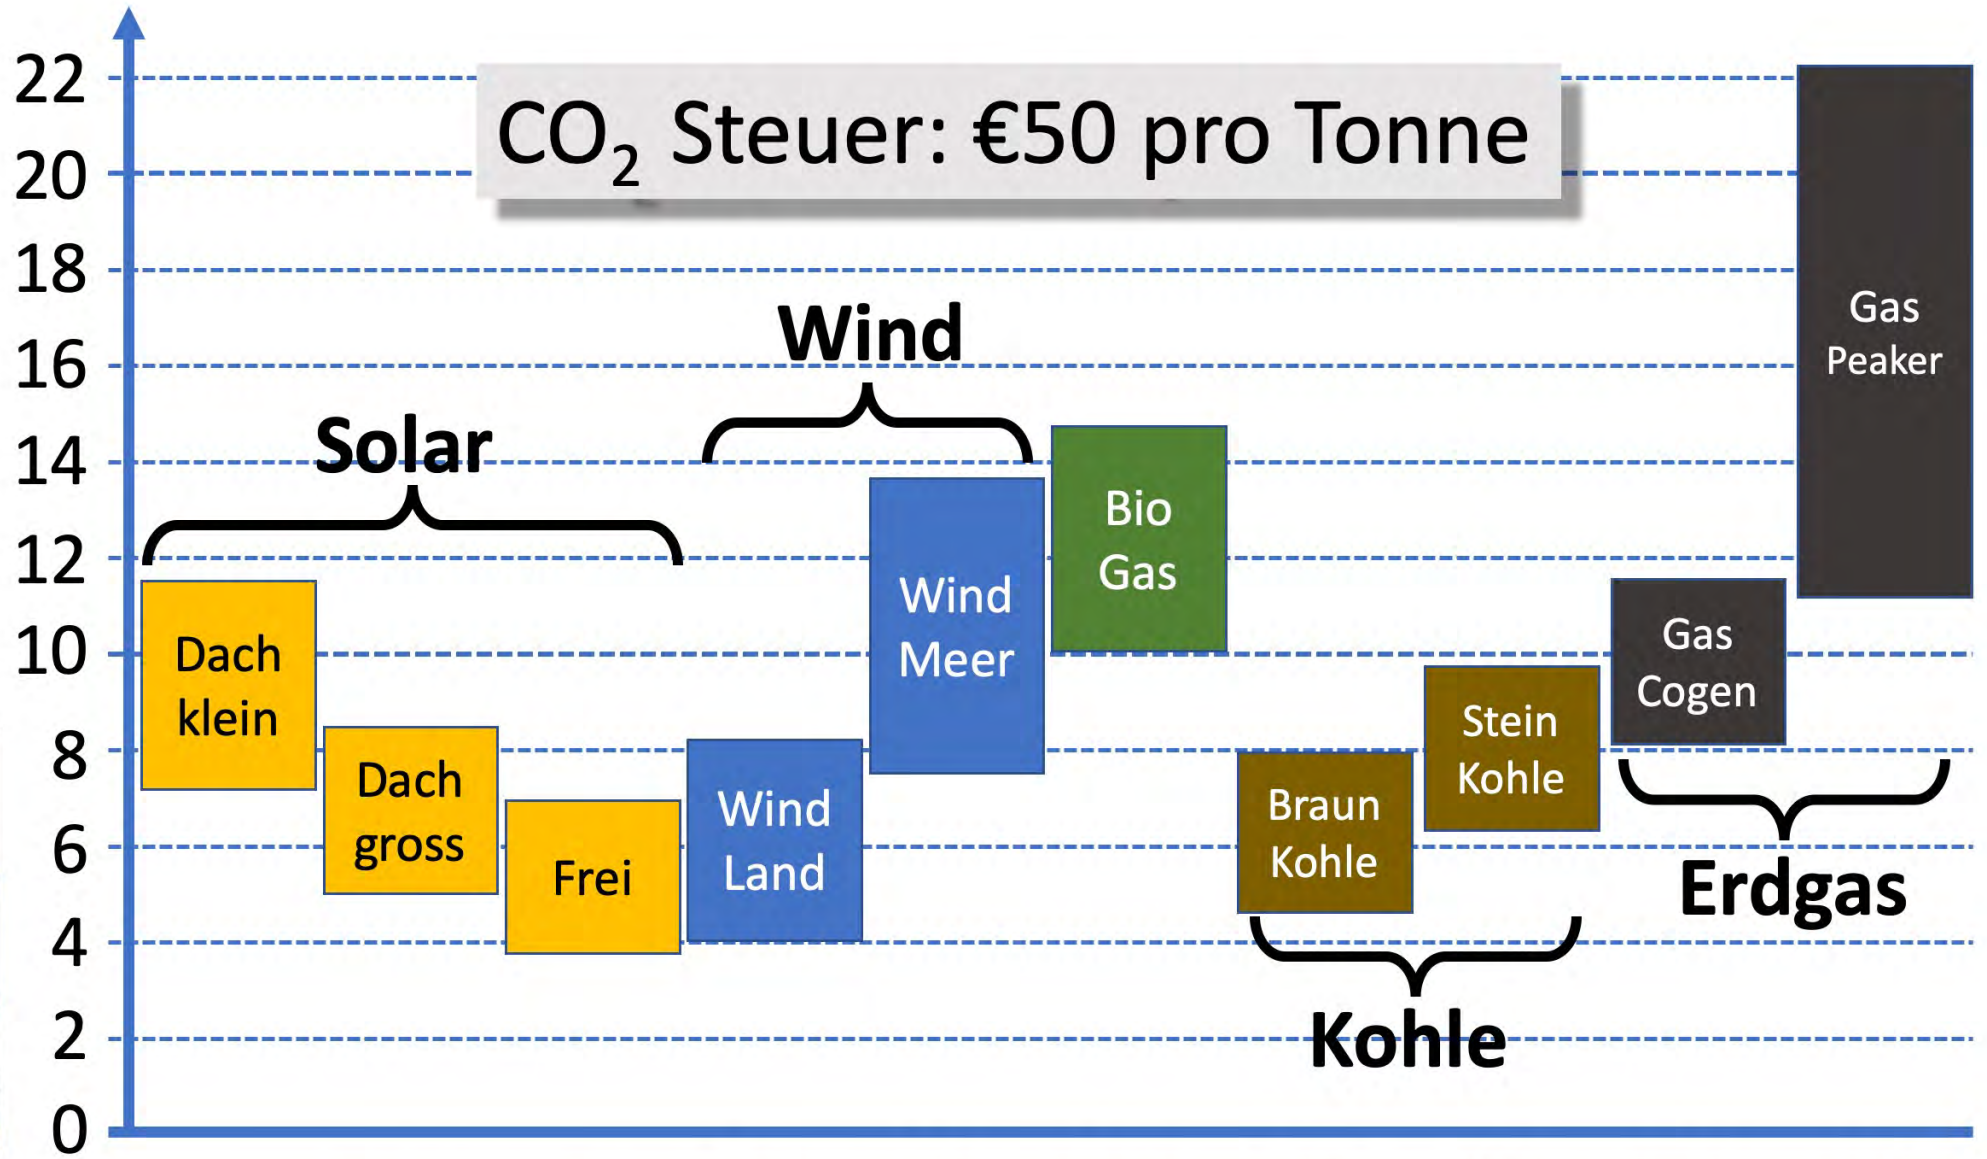 22
20
18
16
14
12
10
8
6
4
2
0
CO₂ Steuer: €50 pro Tonne
Solar
Dach
klein
Dach
gross
Frei
Wind
Wind
Land
Wind
Meer
Bio
Gas
Braun
Kohle
Stein
Kohle
Kohle
Gas
Cogen
Gas
Peaker
Erdgas